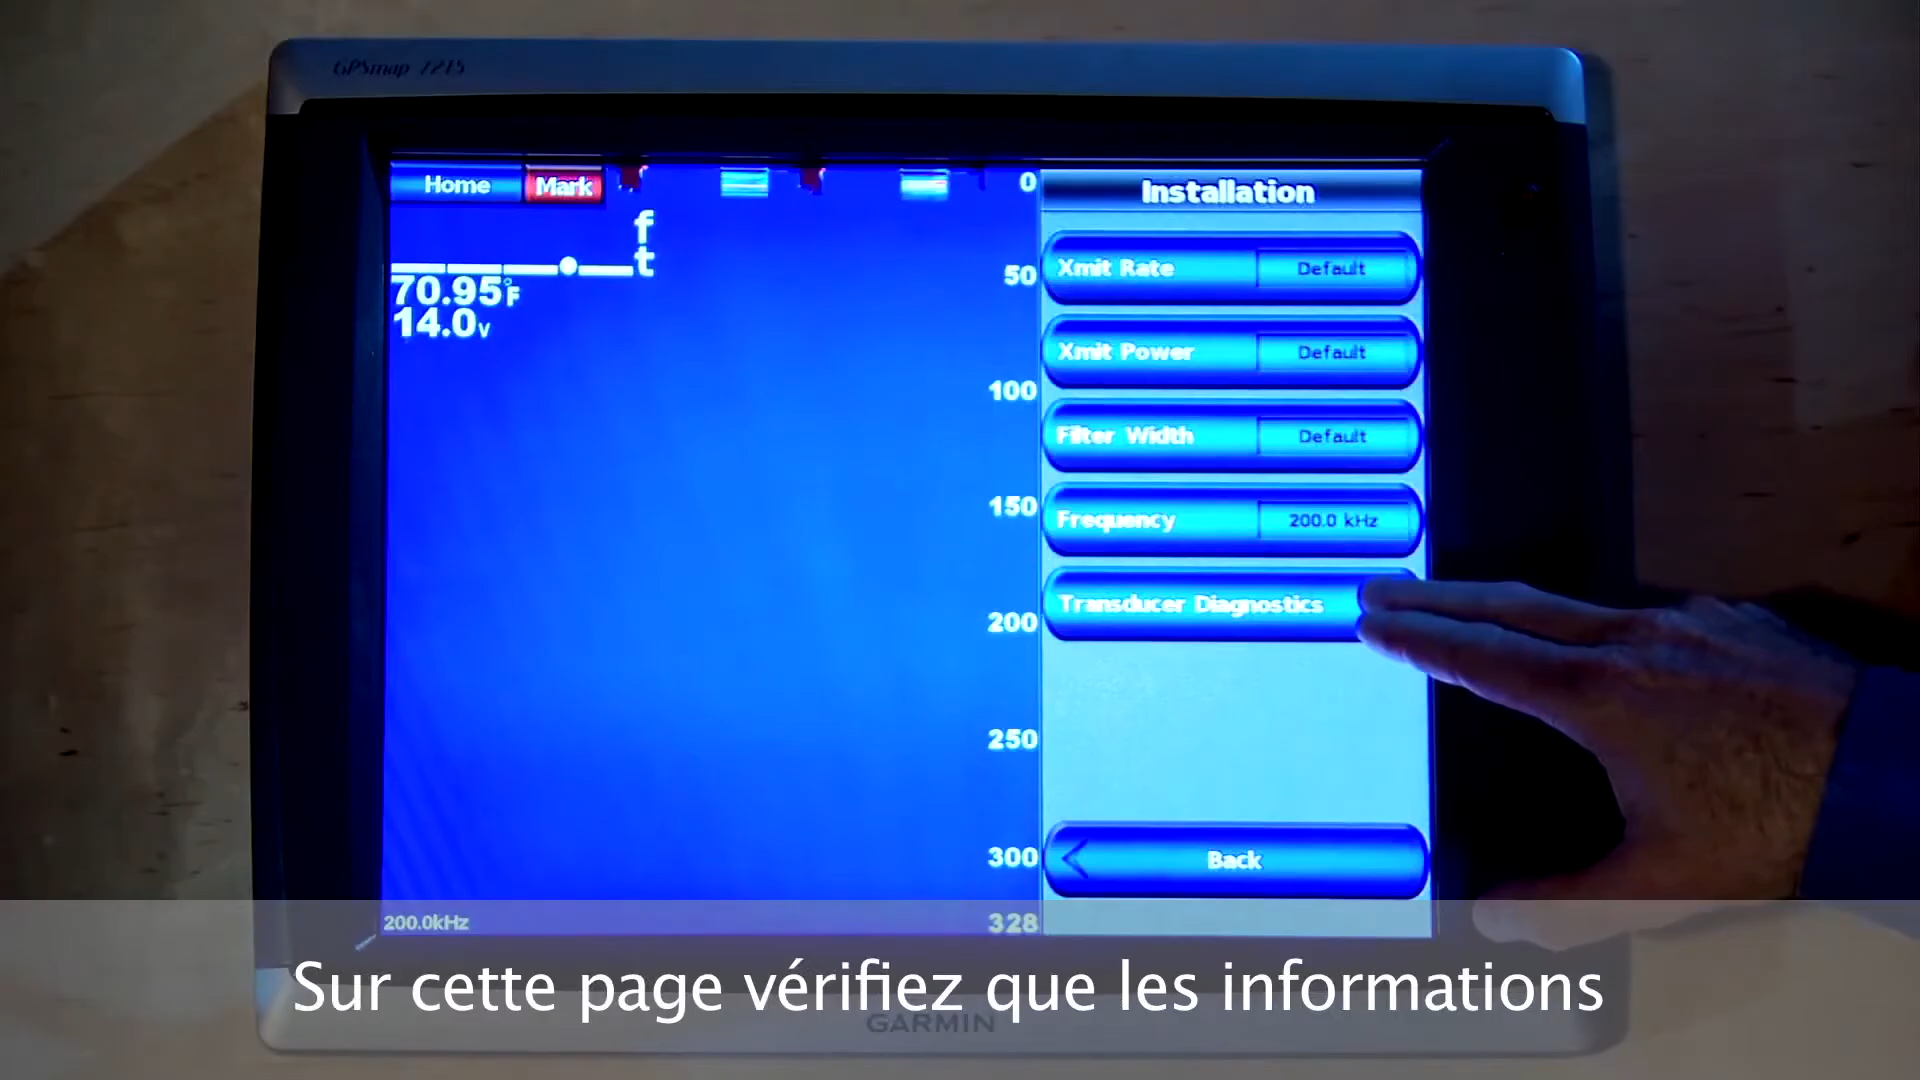 GPSmap 7215
Home
Mark
ft
70.95°F
14.0V
0
50
100
150
200
250
300
328
200.0kHz
Installation
Xmit Rate Default
Xmit Power Default
Filter Width Default
Frequency 200.0 kHz
Transducer Diagnostics
Back
Sur cette page vérifiez que les informations
GARMIN